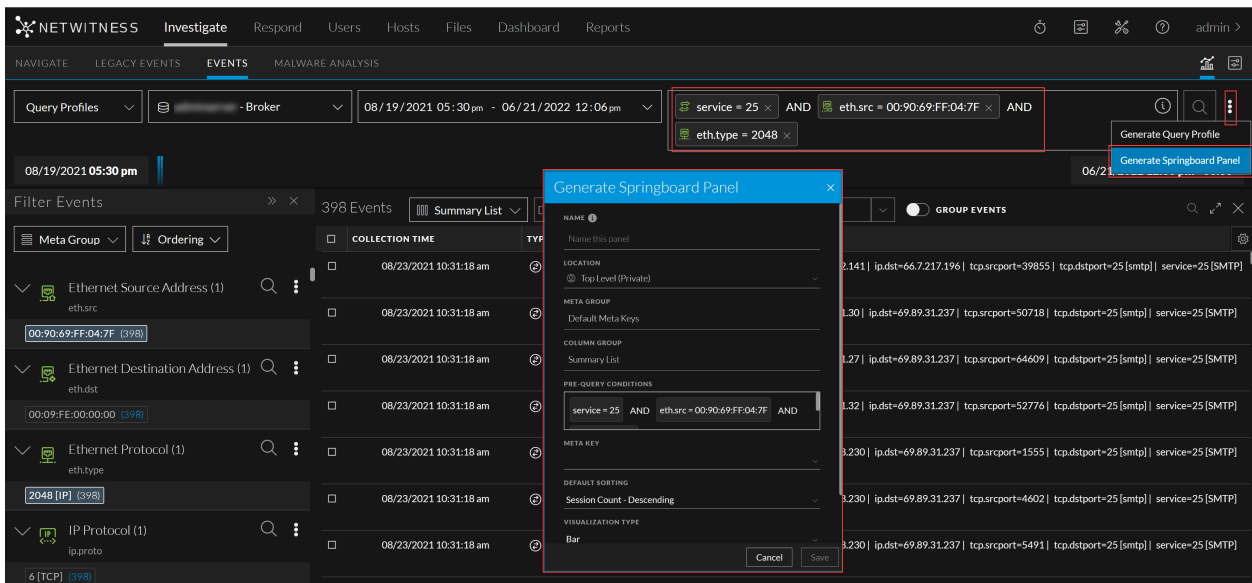 NETWITNESS Investigate Respond Users Hosts Files Dashboard Reports admin >
NAVIGATE LEGACY EVENTS EVENTS MALWARE ANALYSIS
Query Profiles - Broker 08/19/2021 05:30 pm - 06/21/2022 12:06 pm service = 25 × AND eth.src = 00:90:69:FF:04:7F × AND
eth.type = 2048 ×
Generate Query Profile
Generate Springboard Panel
08/19/2021 05:30 pm 06/21
Filter Events » × 398 Events Summary List GROUP EVENTS
Meta Group Ordering
COLLECTION TIME TYP
Ethernet Source Address (1)
eth.src
00:90:69:FF:04:7F (398)
Ethernet Destination Address (1)
eth.dst
00:09:FE:00:00:00 (398)
Ethernet Protocol (1)
eth.type
2048 [IP] (398)
IP Protocol (1)
ip.proto
6 [TCP] (398)
08/23/2021 10:31:18 am 2.141 | ip.dst=66.7.217.196 | tcp.srcport=39855 | tcp.dstport=25 [smtp] | service=25 [SMTP]
08/23/2021 10:31:18 am 1.30 | ip.dst=69.89.31.237 | tcp.srcport=50718 | tcp.dstport=25 [smtp] | service=25 [SMTP]
08/23/2021 10:31:18 am 1.27 | ip.dst=69.89.31.237 | tcp.srcport=64609 | tcp.dstport=25 [smtp] | service=25 [SMTP]
08/23/2021 10:31:18 am 1.32 | ip.dst=69.89.31.237 | tcp.srcport=52776 | tcp.dstport=25 [smtp] | service=25 [SMTP]
08/23/2021 10:31:18 am 3.230 | ip.dst=69.89.31.237 | tcp.srcport=1555 | tcp.dstport=25 [smtp] | service=25 [SMTP]
08/23/2021 10:31:18 am 3.230 | ip.dst=69.89.31.237 | tcp.srcport=4602 | tcp.dstport=25 [smtp] | service=25 [SMTP]
08/23/2021 10:31:18 am 3.230 | ip.dst=69.89.31.237 | tcp.srcport=5491 | tcp.dstport=25 [smtp] | service=25 [SMTP]
Generate Springboard Panel ×
NAME
Name this panel
LOCATION
Top Level (Private)
META GROUP
Default Meta Keys
COLUMN GROUP
Summary List
PRE-QUERY CONDITIONS
service = 25 AND eth.src = 00:90:69:FF:04:7F AND
META KEY
DEFAULT SORTING
Session Count - Descending
VISUALIZATION TYPE
Bar
Cancel Save